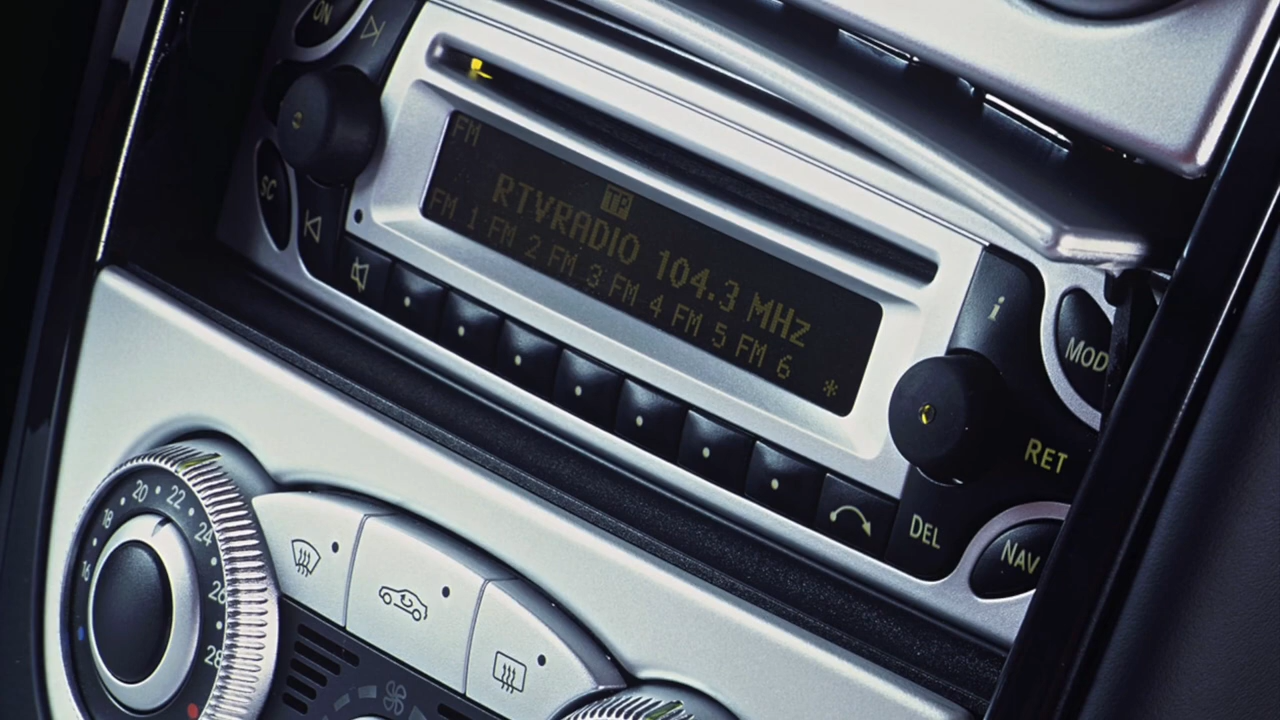 ON
SC
FM
TP
RTVRADIO 104.3 MHz
FM 1 FM 2 FM 3 FM 4 FM 5 FM 6 *
i
MOD
RET
DEL
NAV
16 18 20 22 24 26 28